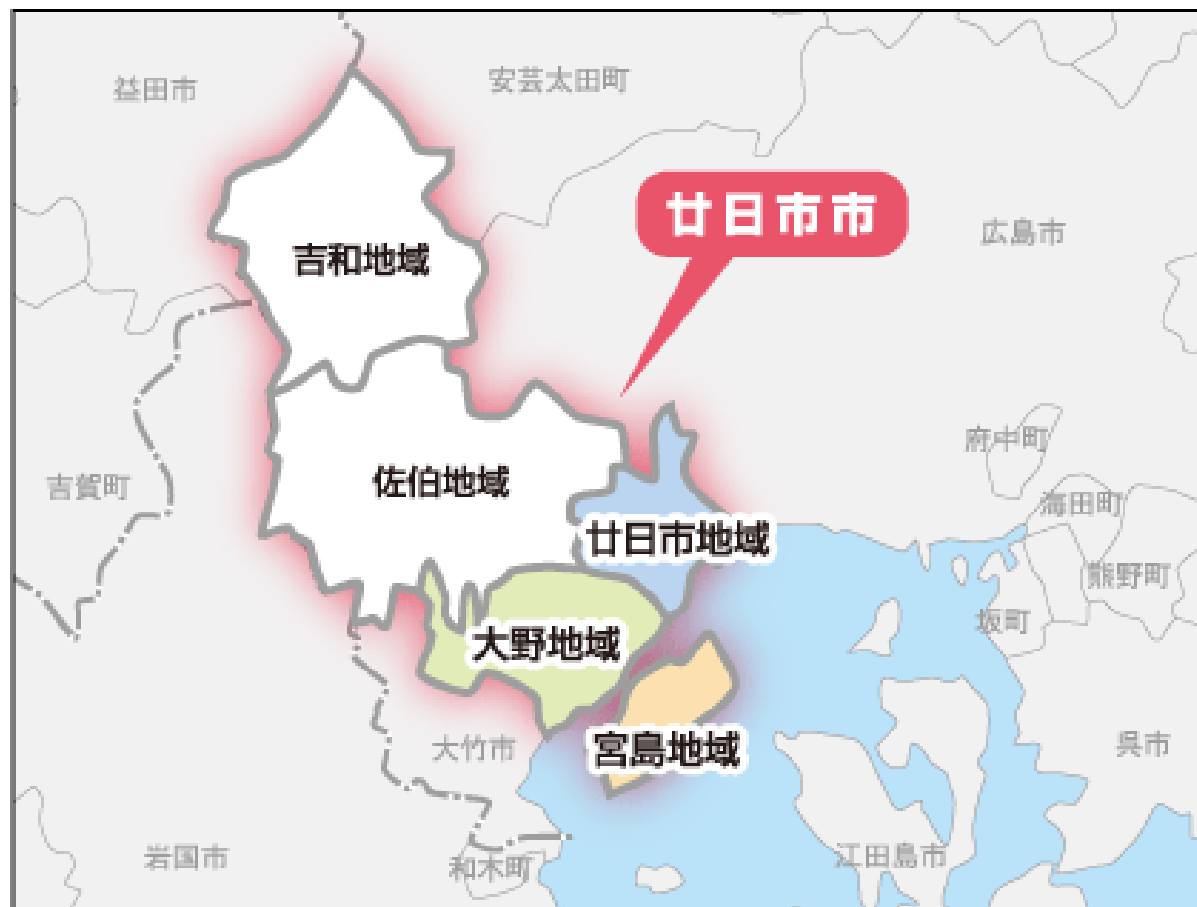 益田市
安芸太田町
廿日市市
広島市
吉和地域
府中町
吉賀町
佐伯地域
海田町
廿日市地域
熊野町
坂町
大野地域
大竹市
宮島地域
呉市
岩国市
和木町
江田島市